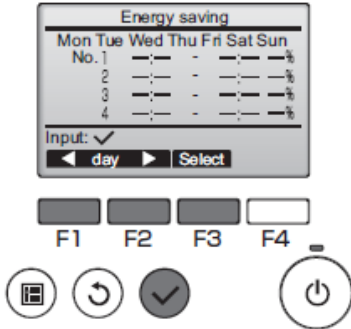 Energy saving
Mon Tue Wed Thu Fri Sat Sun
No. 1 —:— - —:— —%
2 —:— - —:— —%
3 —:— - —:— —%
4 —:— - —:— —%
Input: ✓
◀ day ▶ Select
F1 F2 F3 F4